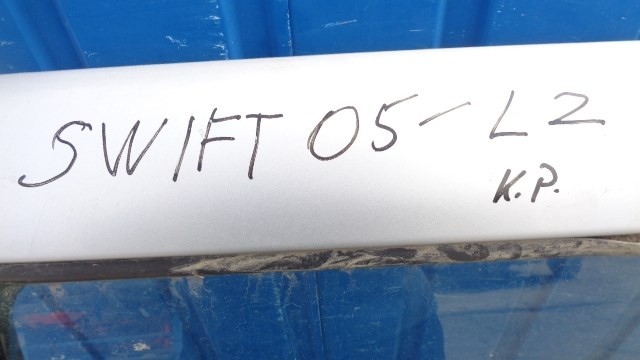 SWIFT 05- L2
K.P.